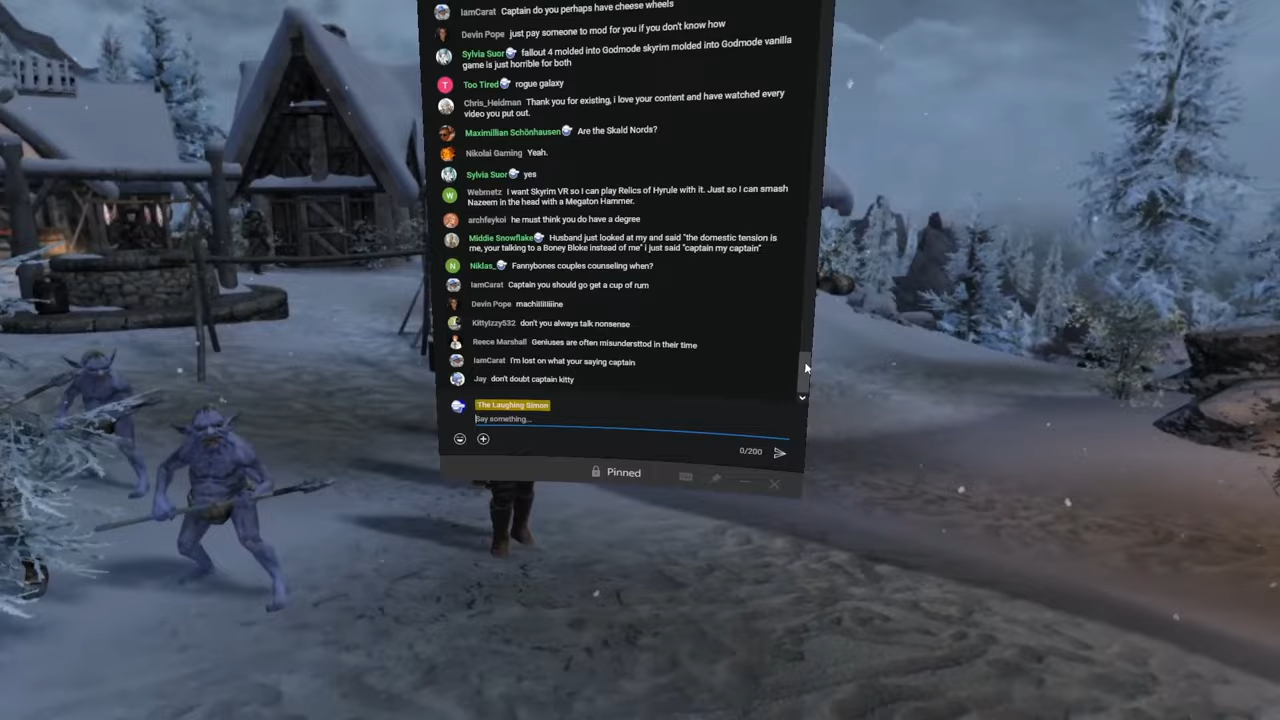 IamCarat Captain do you perhaps have cheese wheels
Devin Pope just pay someone to mod for you if you don't know how
Sylvia Suor fallout 4 molded into Godmode skyrim molded into Godmode vanilla
game is just horrible for both
T Too Tired rogue galaxy
Chris_Heidman Thank you for existing, i love your content and have watched every
video you put out.
Maximillian Schönhausen Are the Skald Nords?
Nikolai Gaming Yeah.
Sylvia Suor yes
W Webmetz I want Skyrim VR so I can play Relics of Hyrule with it. Just so I can smash
Nazeem in the head with a Megaton Hammer.
archfeykoi he must think you do have a degree
Middie Snowflake Husband just looked at my and said "the domestic tension is
me, your talking to a Boney Bloke instead of me" i just said "captain my captain"
N Niklas_ Fannybones couples counseling when?
IamCarat Captain you should go get a cup of rum
Devin Pope machiiliiliiine
KittyIzzy532 don't you always talk nonsense
Reece Marshall Geniuses are often misundersttod in their time
IamCarat I'm lost on what your saying captain
Jay don't doubt captain kitty
The Laughing Simon
Say something...
0/200
Pinned